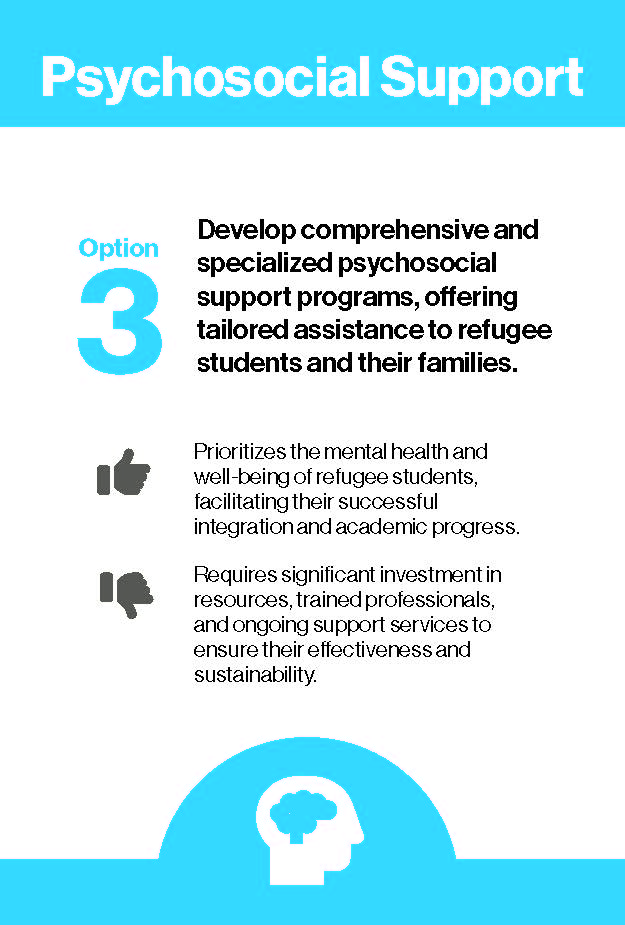 Psychosocial Support
Option
3
Develop comprehensive and
specialized psychosocial
support programs, offering
tailored assistance to refugee
students and their families.
Prioritizes the mental health and
well-being of refugee students,
facilitating their successful
integration and academic progress.
Requires significant investment in
resources, trained professionals,
and ongoing support services to
ensure their effectiveness and
sustainability.